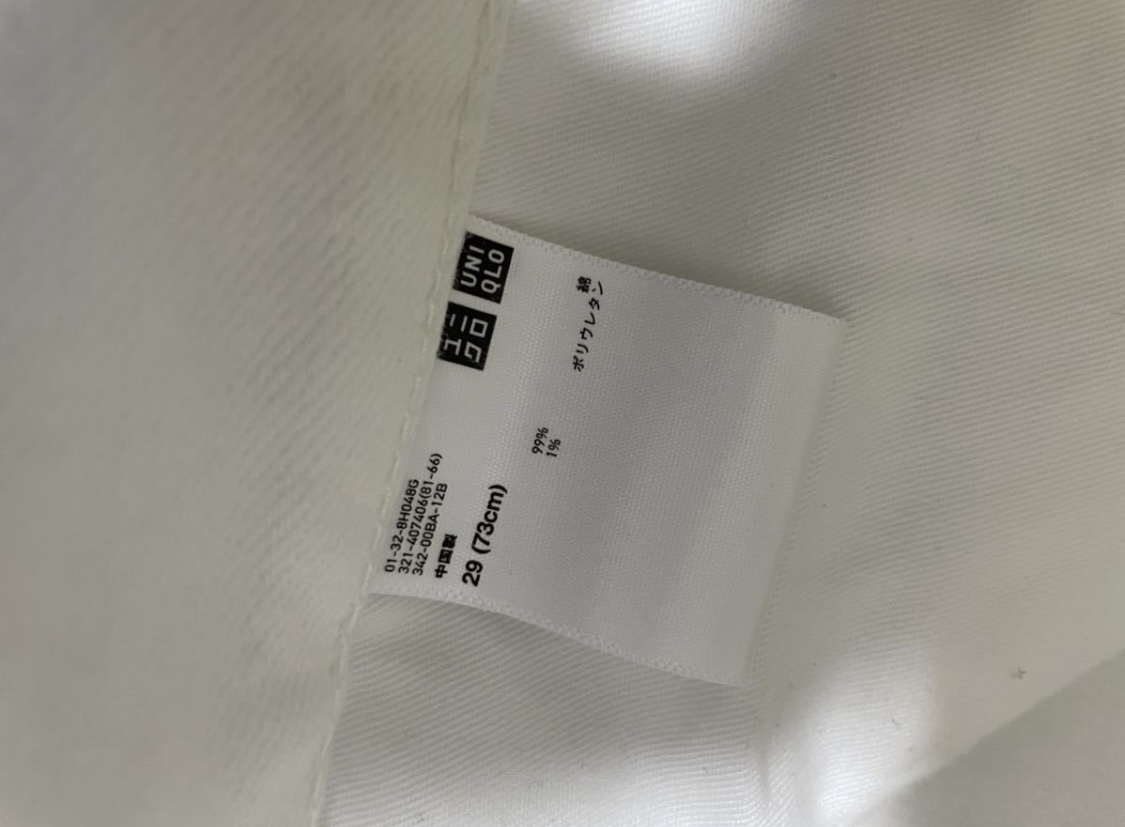 ユニ
クロ
UNI
QLO
01-32-8H048G
321-407406(81-66)
342-00BA-12B
中国製
29 (73cm)
綿 99%
ポリウレタン 1%